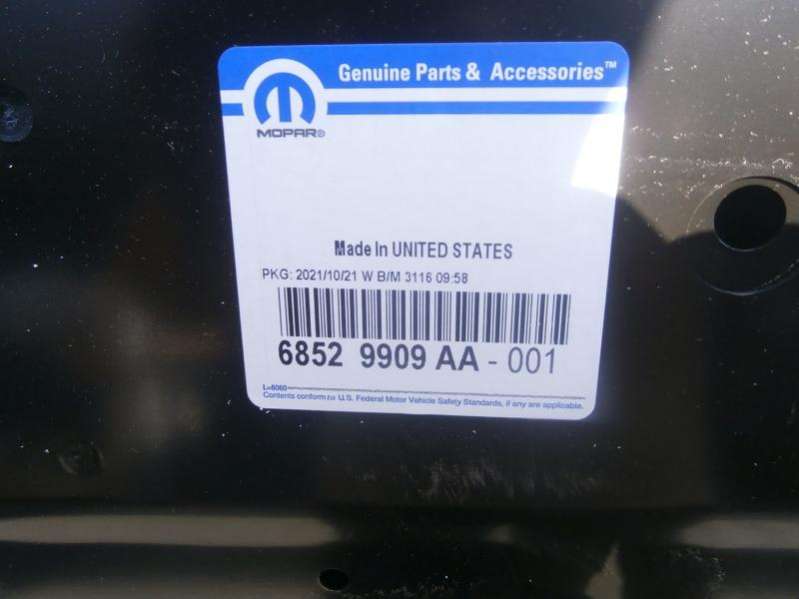 Genuine Parts & Accessories™
MOPAR®
Made In UNITED STATES
PKG: 2021/10/21 W B/M 3116 09:58
6852 9909 AA - 001
L-6060
Contents conform to U.S. Federal Motor Vehicle Safety Standards, if any are applicable.